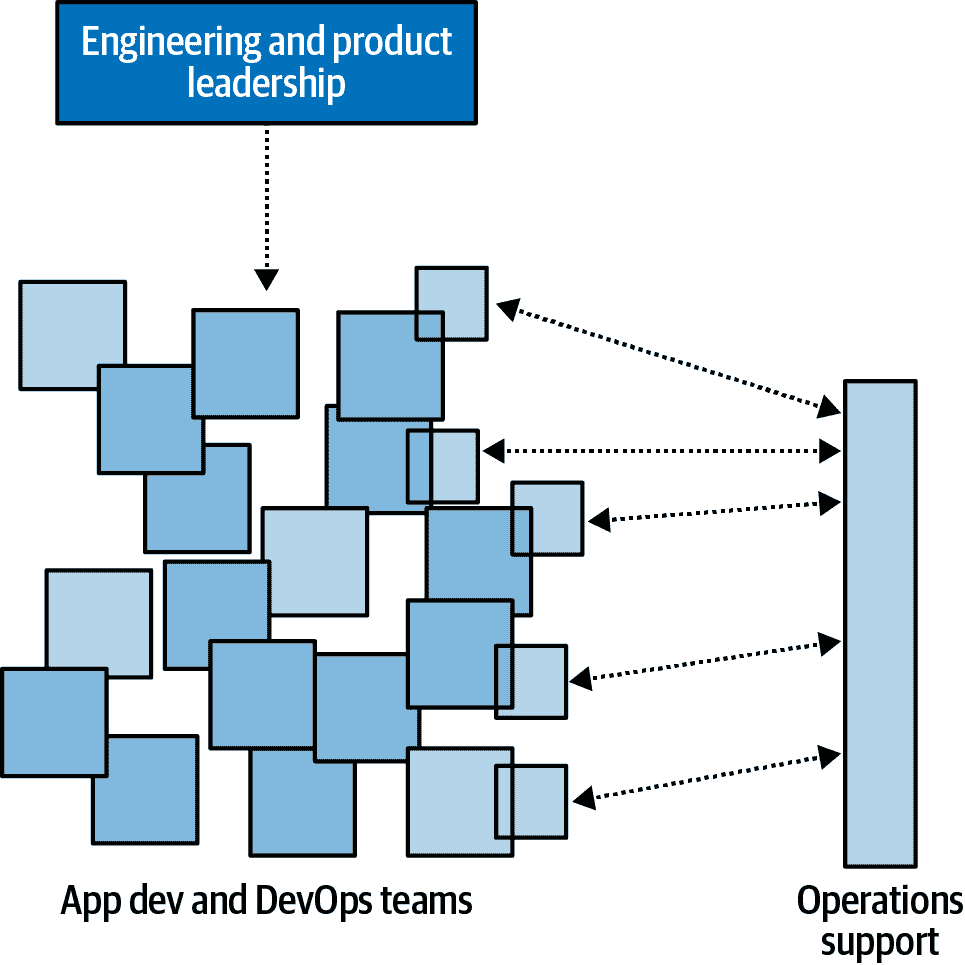 Engineering and product
leadership
App dev and DevOps teams
Operations
support